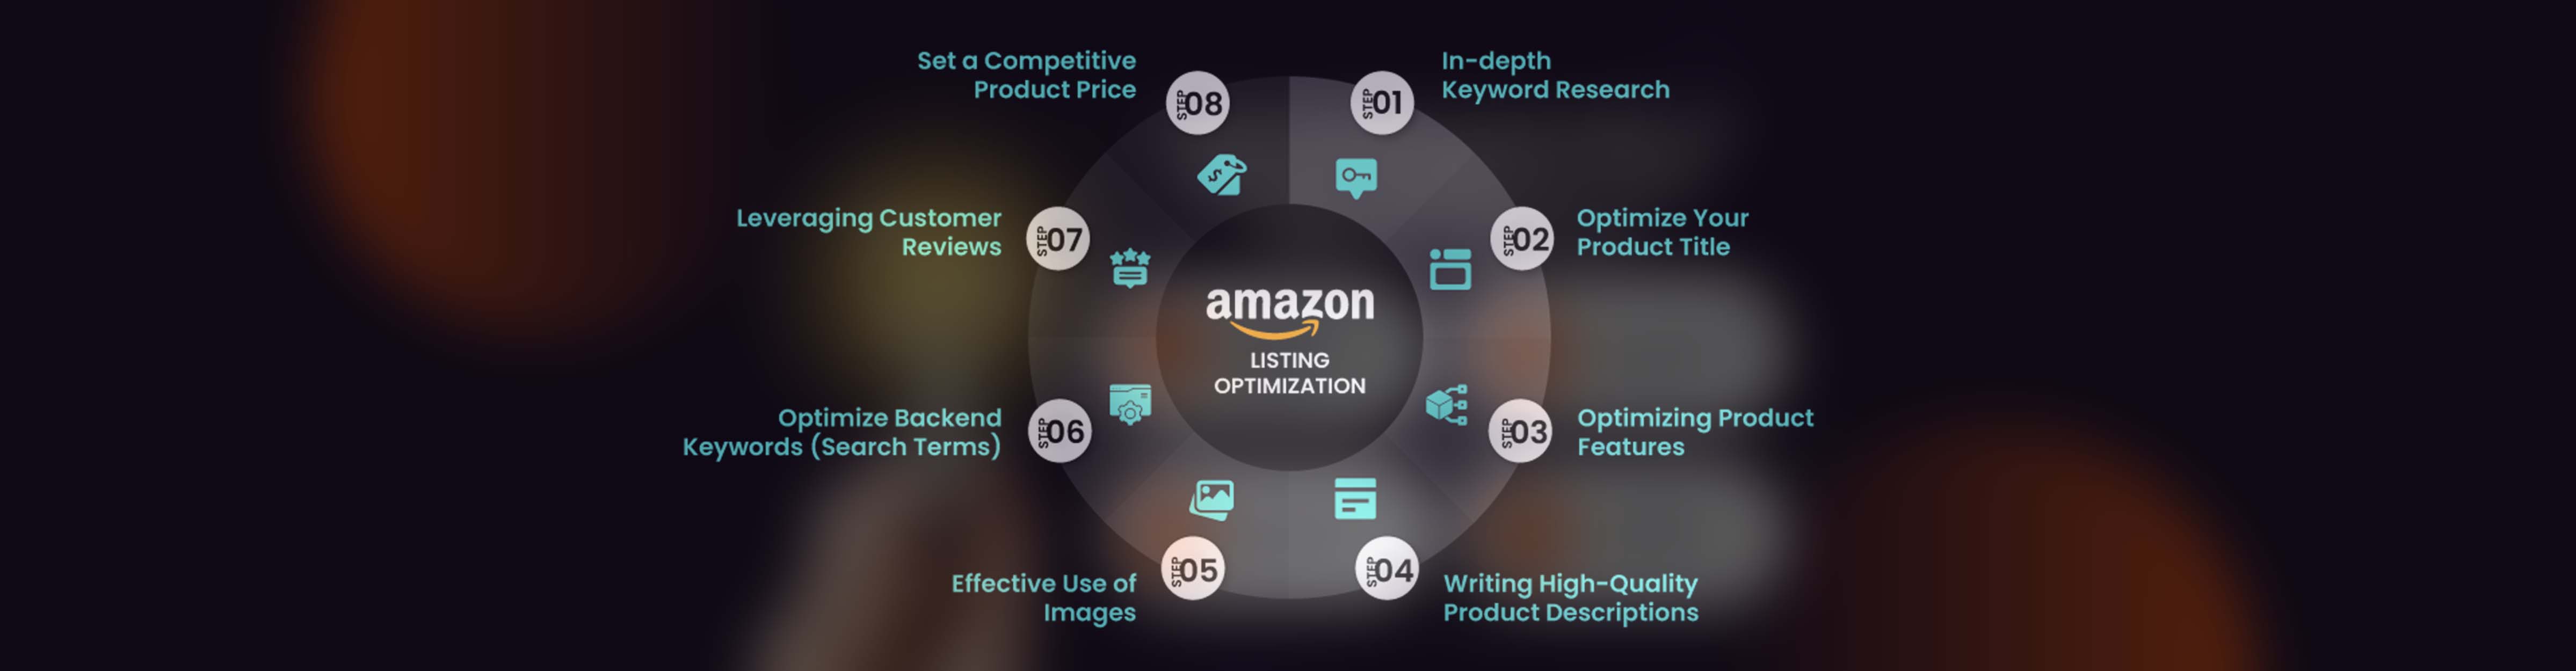 STEP 01
In-depth
Keyword Research
STEP 02
Optimize Your
Product Title
STEP 03
Optimizing Product
Features
STEP 04
Writing High-Quality
Product Descriptions
STEP 05
Effective Use of
Images
STEP 06
Optimize Backend
Keywords (Search Terms)
STEP 07
Leveraging Customer
Reviews
STEP 08
Set a Competitive
Product Price
amazon
LISTING
OPTIMIZATION